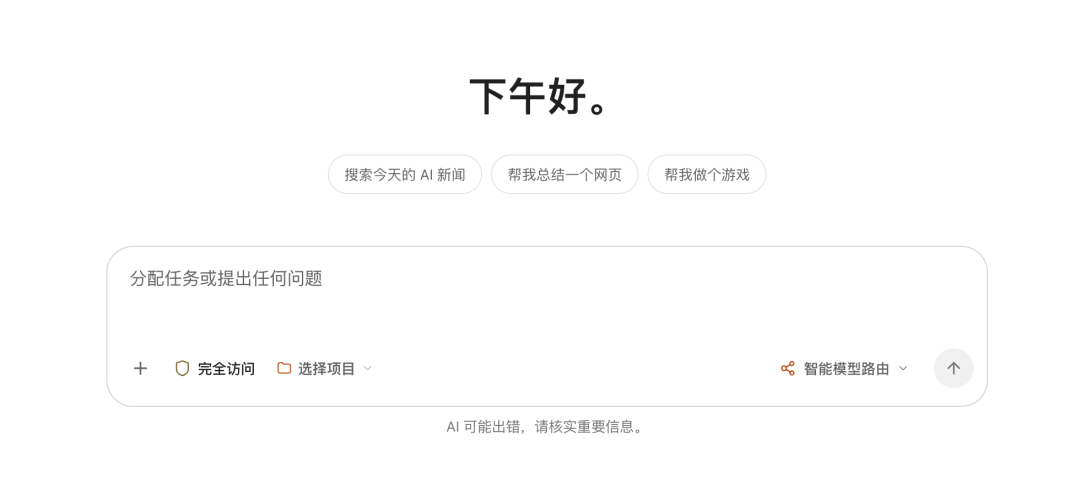 下午好。
搜索今天的 AI 新闻
帮我总结一个网页
帮我做个游戏
分配任务或提出任何问题
完全访问
选择项目
智能模型路由
AI 可能出错，请核实重要信息。